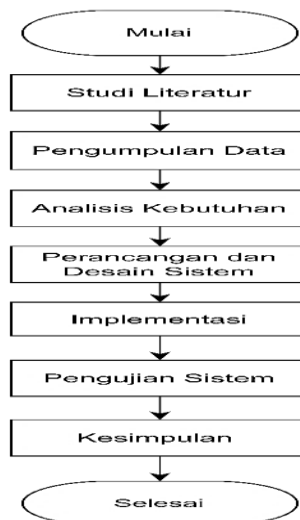 Mulai
Studi Literatur
Pengumpulan Data
Analisis Kebutuhan
Perancangan dan
Desain Sistem
Implementasi
Pengujian Sistem
Kesimpulan
Selesai